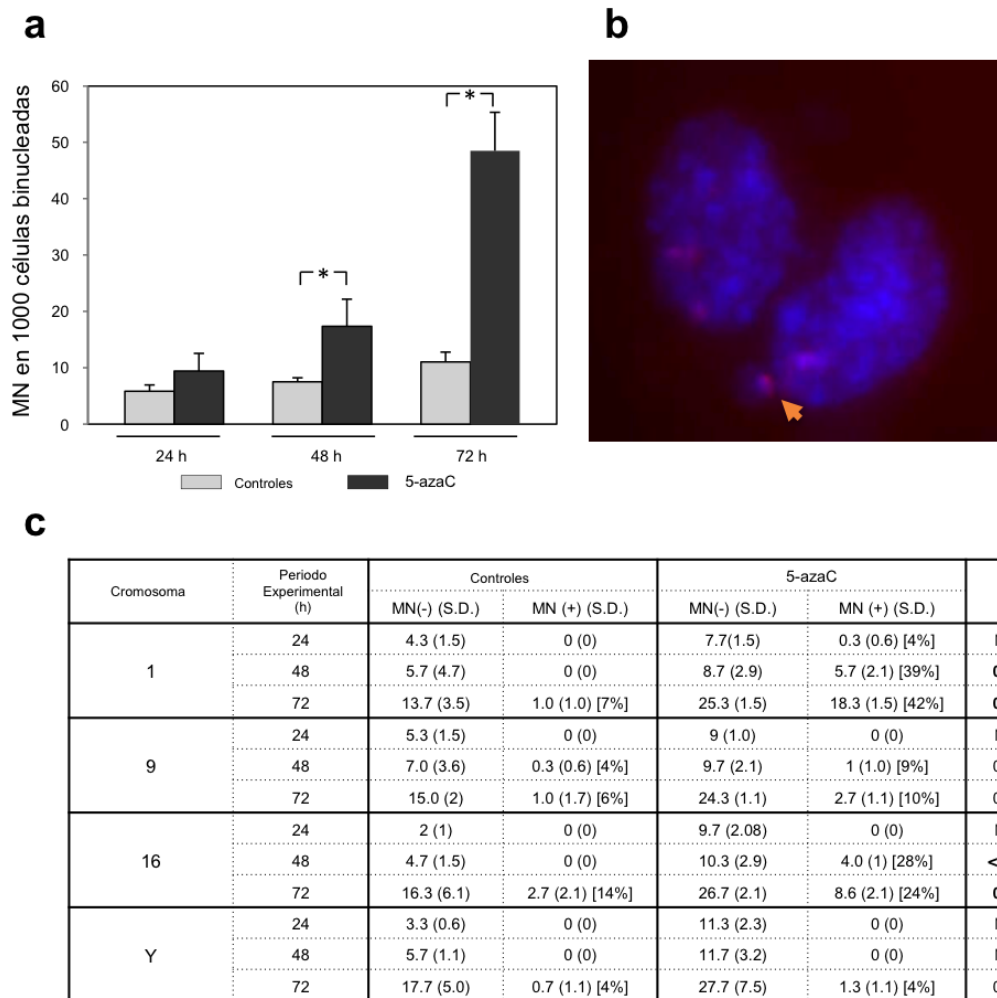 a
b
MN en 1000 células binucleadas
60
50
40
30
20
10
0
*
*
24 h
48 h
72 h
Controles
5-azaC
c
Cromosoma Periodo Experimental (h) Controles 5-azaC
MN(-) (S.D.) MN (+) (S.D.) MN(-) (S.D.) MN (+) (S.D.)
1
24 4.3 (1.5) 0 (0) 7.7(1.5) 0.3 (0.6) [4%]
48 5.7 (4.7) 0 (0) 8.7 (2.9) 5.7 (2.1) [39%]
72 13.7 (3.5) 1.0 (1.0) [7%] 25.3 (1.5) 18.3 (1.5) [42%]
9
24 5.3 (1.5) 0 (0) 9 (1.0) 0 (0)
48 7.0 (3.6) 0.3 (0.6) [4%] 9.7 (2.1) 1 (1.0) [9%]
72 15.0 (2) 1.0 (1.7) [6%] 24.3 (1.1) 2.7 (1.1) [10%]
16
24 2 (1) 0 (0) 9.7 (2.08) 0 (0)
48 4.7 (1.5) 0 (0) 10.3 (2.9) 4.0 (1) [28%] <
72 16.3 (6.1) 2.7 (2.1) [14%] 26.7 (2.1) 8.6 (2.1) [24%]
Y
24 3.3 (0.6) 0 (0) 11.3 (2.3) 0 (0)
48 5.7 (1.1) 0 (0) 11.7 (3.2) 0 (0)
72 17.7 (5.0) 0.7 (1.1) [4%] 27.7 (7.5) 1.3 (1.1) [4%]